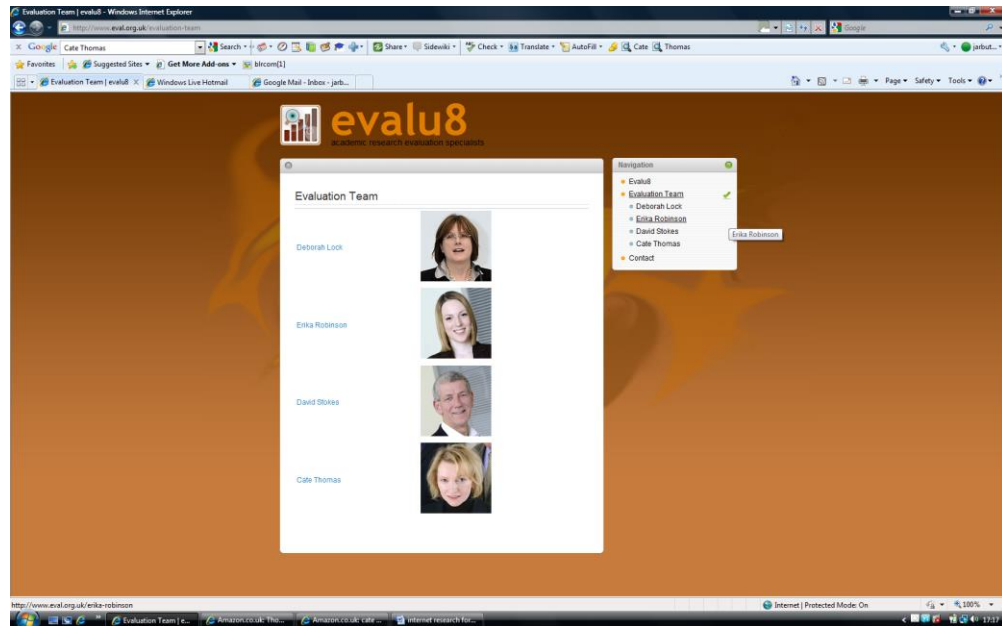 Evaluation Team | evalu8 - Windows Internet Explorer
http://www.eval.org.uk/evaluation-team
Google
Google Cate Thomas Search Share Sidewiki Check Translate AutoFill Cate Thomas jarbut...
Favorites Suggested Sites Get More Add-ons blrcom[1]
Evaluation Team | evalu8 X Windows Live Hotmail Google Mail - Inbox - jarb... Page Safety Tools
evalu8
academic research evaluation specialists
Evaluation Team
Deborah Lock
Erika Robinson
David Stokes
Cate Thomas
Navigation
Evalu8
Evaluation Team
Deborah Lock
Erika Robinson
David Stokes
Cate Thomas
Contact
Erika Robinson
http://www.eval.org.uk/erika-robinson Internet | Protected Mode: On 100%
Evaluation Team | e... Amazon.co.uk: Tho... Amazon.co.uk: cate ... internet research for... 17:17